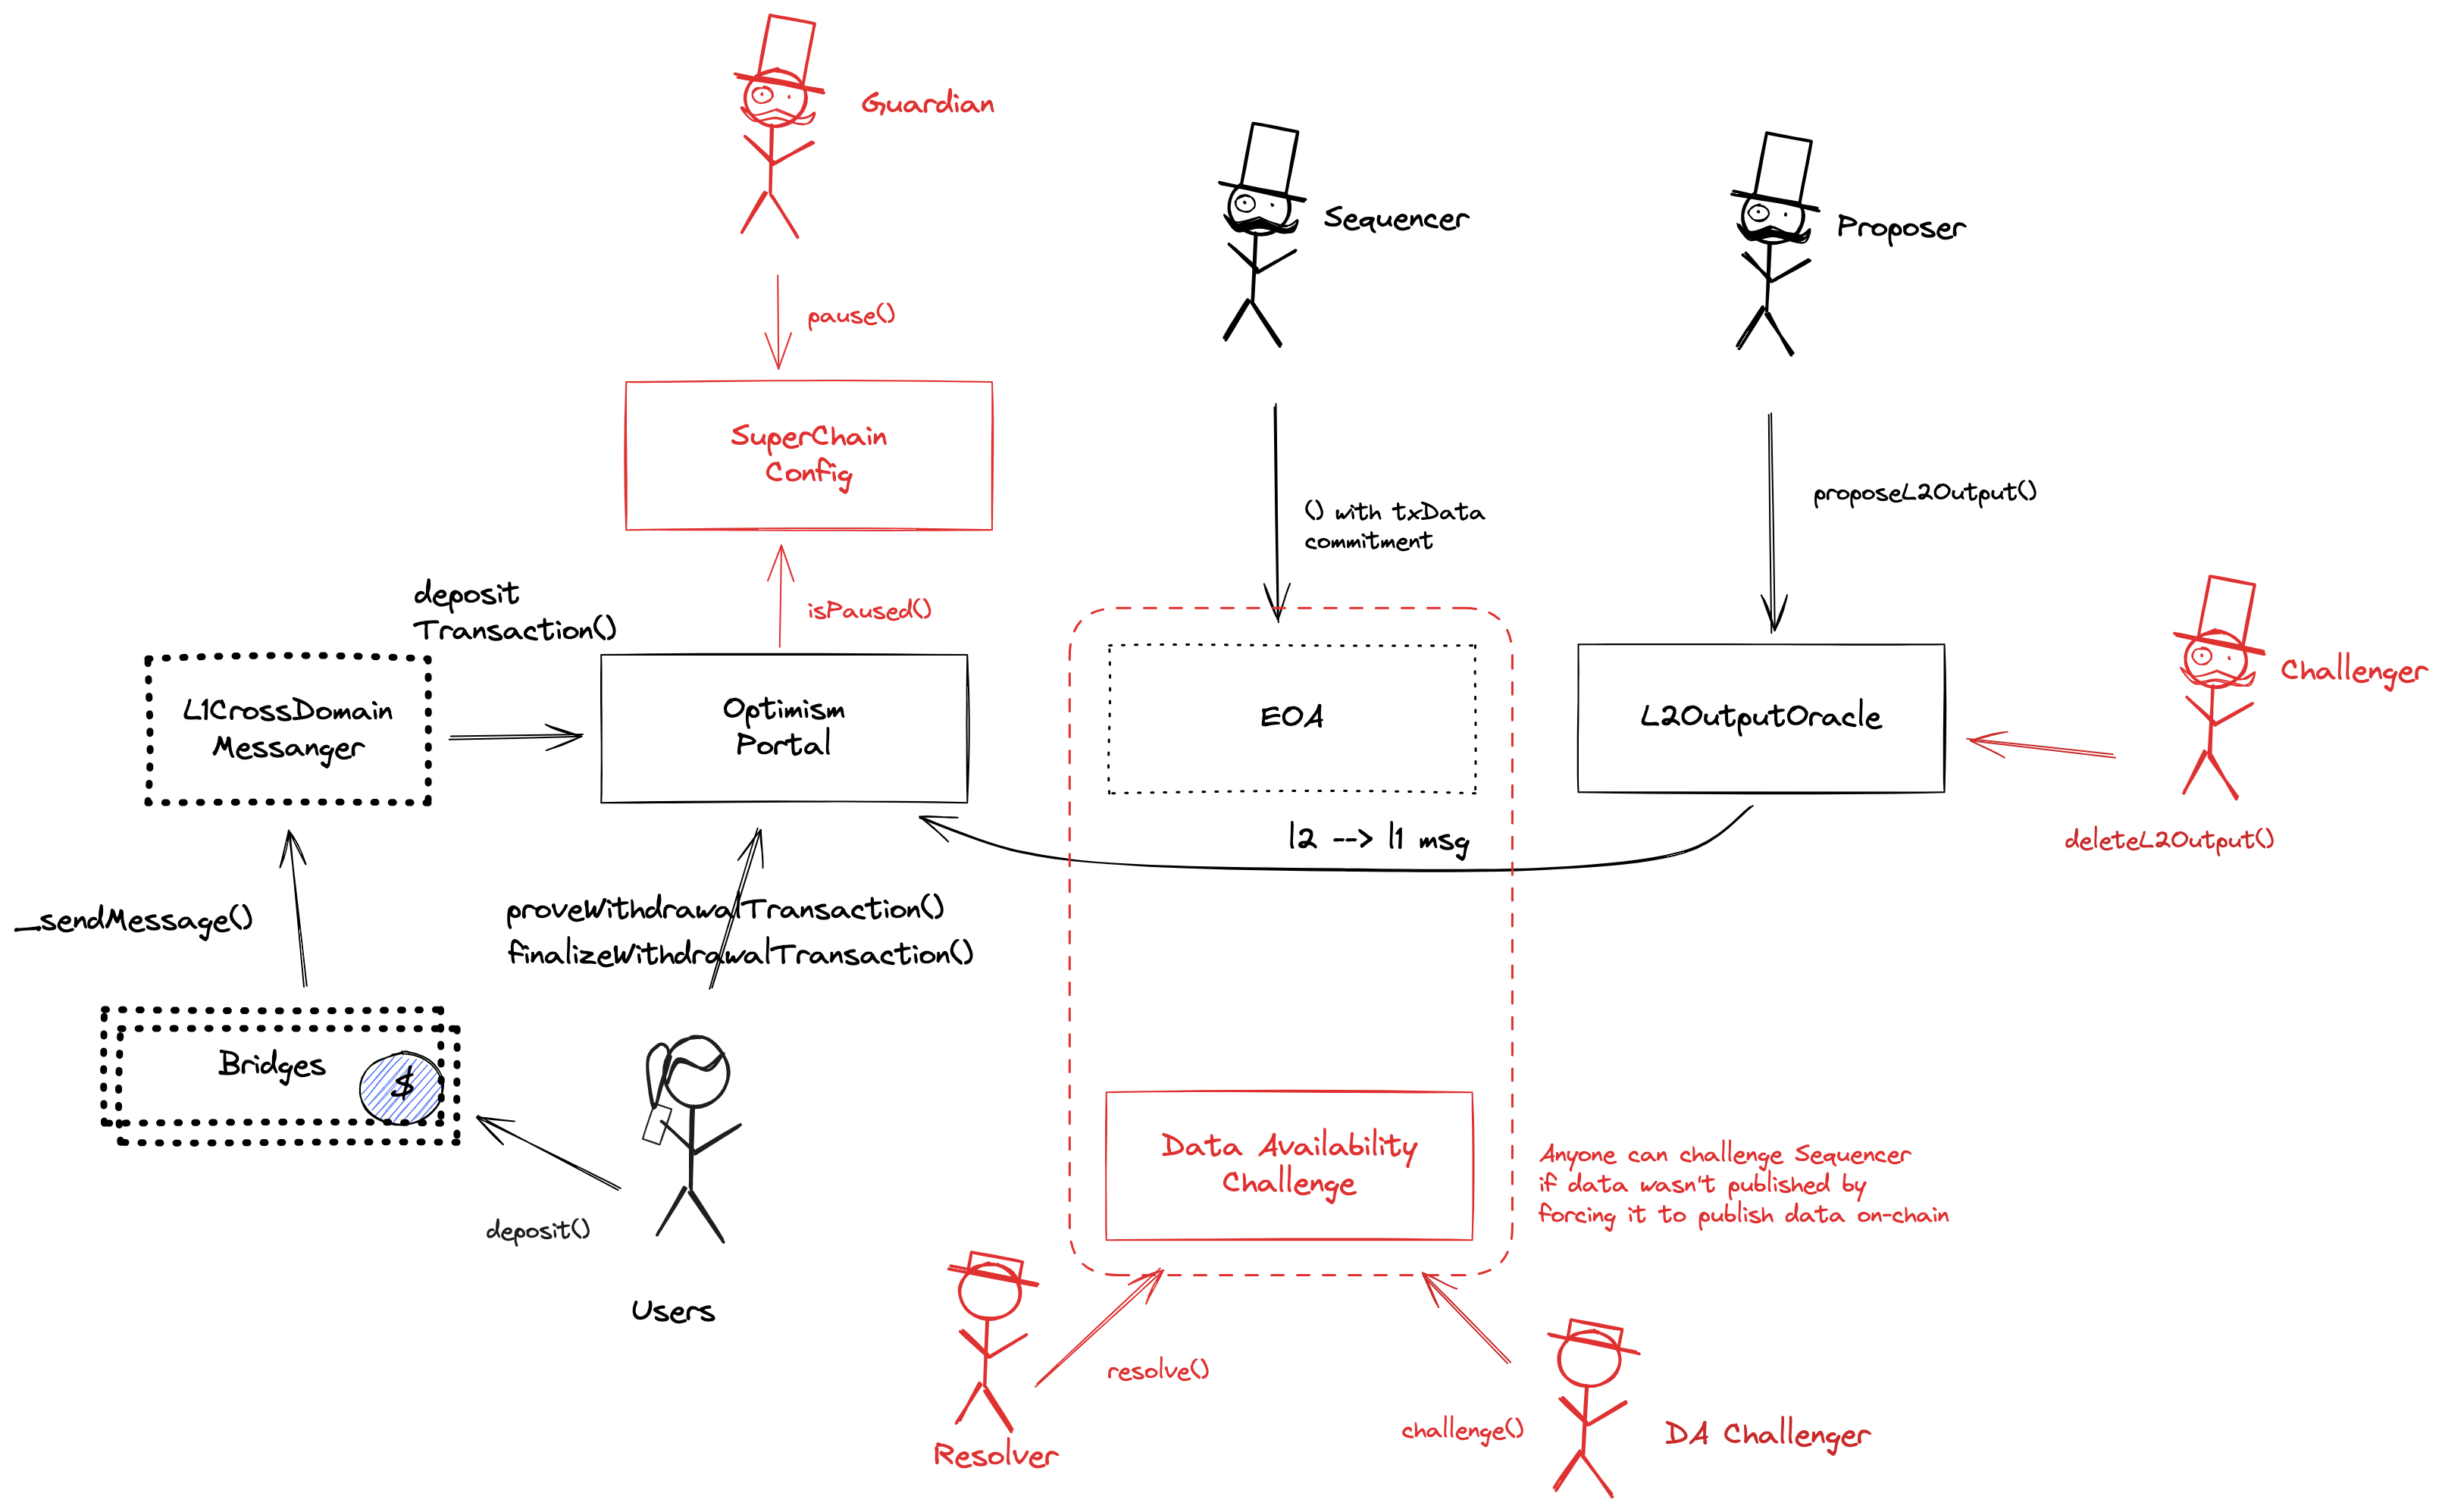 Guardian
Sequencer
Proposer
pause()
SuperChain
Config
() with txData
commitment
proposeL2Output()
deposit
Transaction()
isPaused()
L1CrossDomain
Messanger
Optimism
Portal
EOA
L2OutputOracle
Challenger
l2 --> l1 msg
deleteL2Output()
_sendMessage()
proveWithdrawalTransaction()
finalizeWithdrawalTransaction()
Bridges
$
Data Availability
Challenge
Anyone can challenge Sequencer
if data wasn't published by
forcing it to publish data on-chain
deposit()
Users
resolve()
challenge()
Resolver
DA Challenger